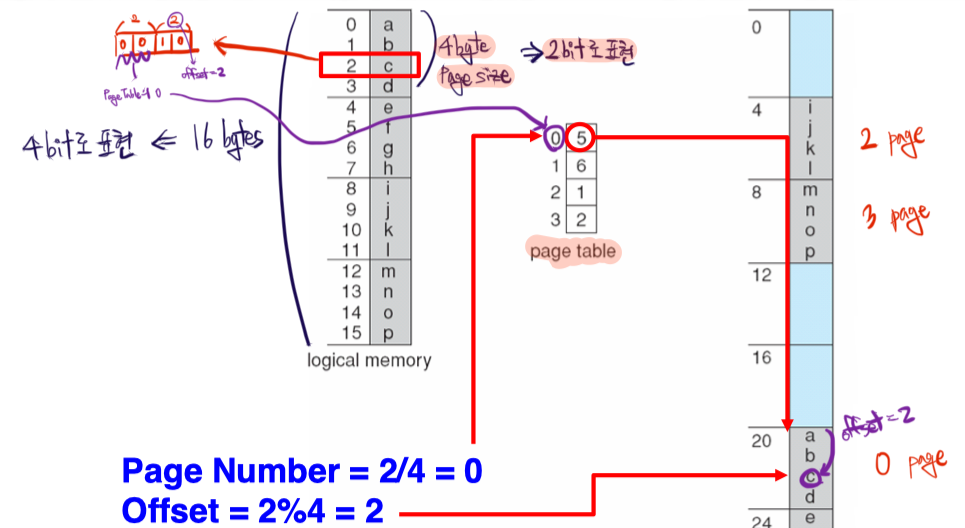 2 2
0 0 1 0
offset=2
Page Table의 0
4bit로 표현 ⇐ 16 bytes
0 a
1 b
2 c
3 d
4 e
5 f
6 g
7 h
8 i
9 j
10 k
11 l
12 m
13 n
14 o
15 p
logical memory
4 byte
Page size
⇒ 2bit로 표현
0 5
1 6
2 1
3 2
page table
0
4 i
j
k
l
2 page
8 m
n
o
p
3 page
12
16
20 a
b
c
d
offset=2
0 page
24 e
Page Number = 2/4 = 0
Offset = 2%4 = 2